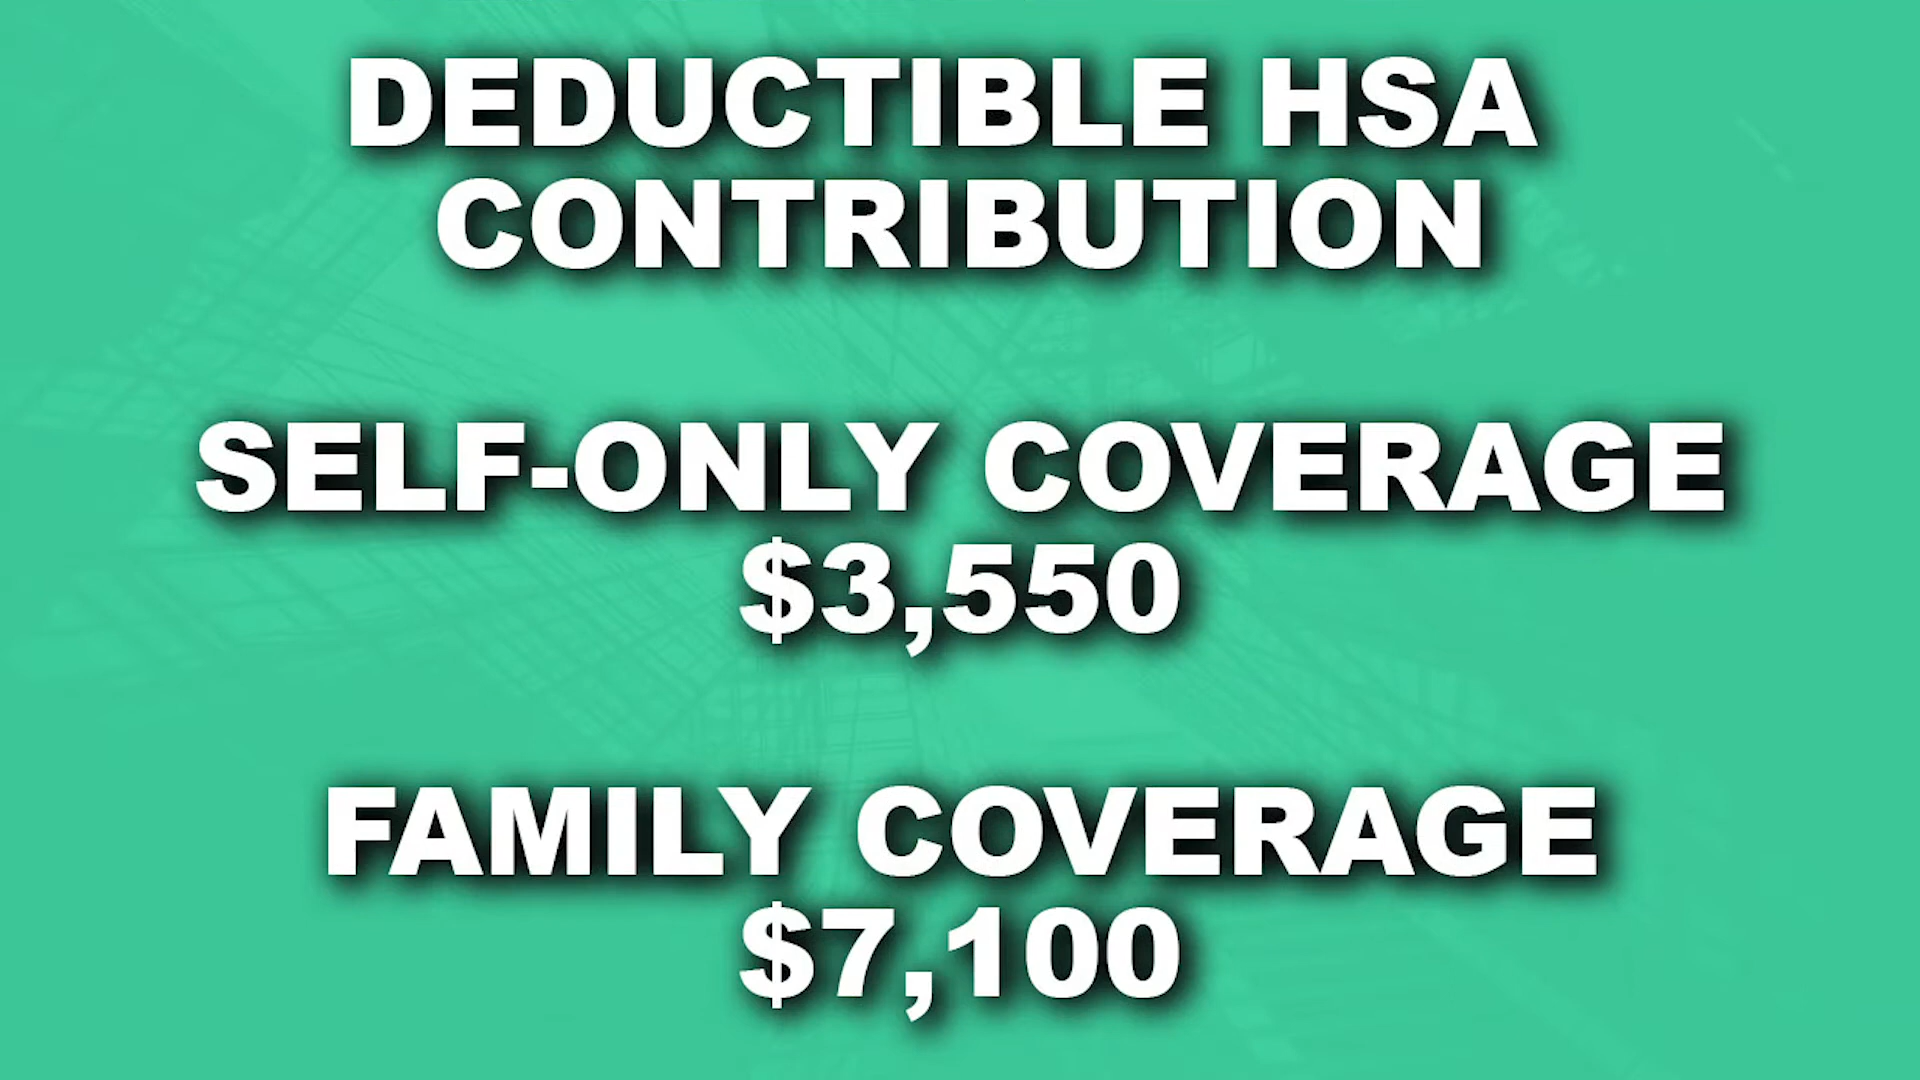 DEDUCTIBLE HSA
CONTRIBUTION
SELF-ONLY COVERAGE
$3,550
FAMILY COVERAGE
$7,100